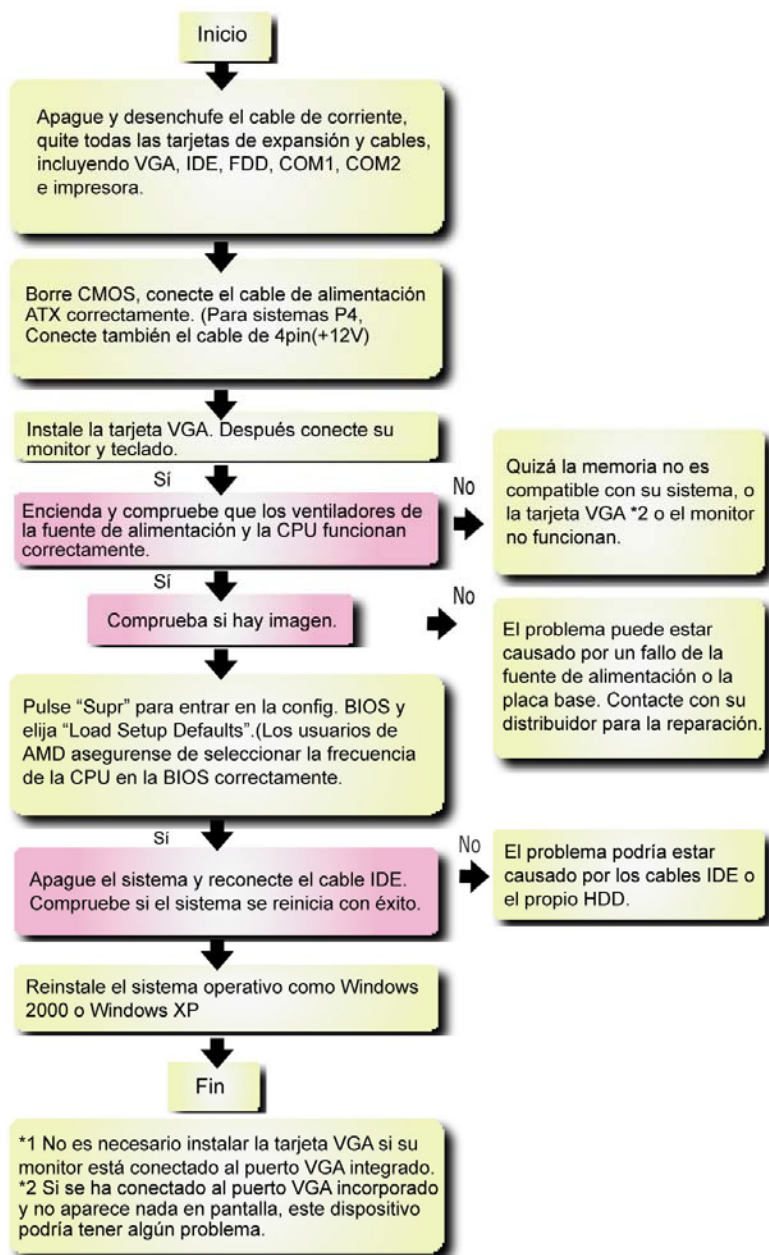 Inicio
Apague y desenchufe el cable de corriente,
quite todas las tarjetas de expansión y cables,
incluyendo VGA, IDE, FDD, COM1, COM2
e impresora.
Borre CMOS, conecte el cable de alimentación
ATX correctamente. (Para sistemas P4,
Conecte también el cable de 4pin(+12V)
Instale la tarjeta VGA. Después conecte su
monitor y teclado.
Sí
Encienda y compruebe que los ventiladores de
la fuente de alimentación y la CPU funcionan
correctamente.
No
Quizá la memoria no es
compatible con su sistema, o
la tarjeta VGA *2 o el monitor
no funcionan.
Sí
Comprueba si hay imagen.
No
El problema puede estar
causado por un fallo de la
fuente de alimentación o la
placa base. Contacte con su
distribuidor para la reparación.
Pulse “Supr” para entrar en la config. BIOS y
elija “Load Setup Defaults”.(Los usuarios de
AMD asegurense de seleccionar la frecuencia
de la CPU en la BIOS correctamente.
Sí
Apague el sistema y reconecte el cable IDE.
Compruebe si el sistema se reinicia con éxito.
No
El problema podría estar
causado por los cables IDE o
el propio HDD.
Reinstale el sistema operativo como Windows
2000 o Windows XP
Fin
*1 No es necesario instalar la tarjeta VGA si su
monitor está conectado al puerto VGA integrado.
*2 Si se ha conectado al puerto VGA incorporado
y no aparece nada en pantalla, este dispositivo
podría tener algún problema.